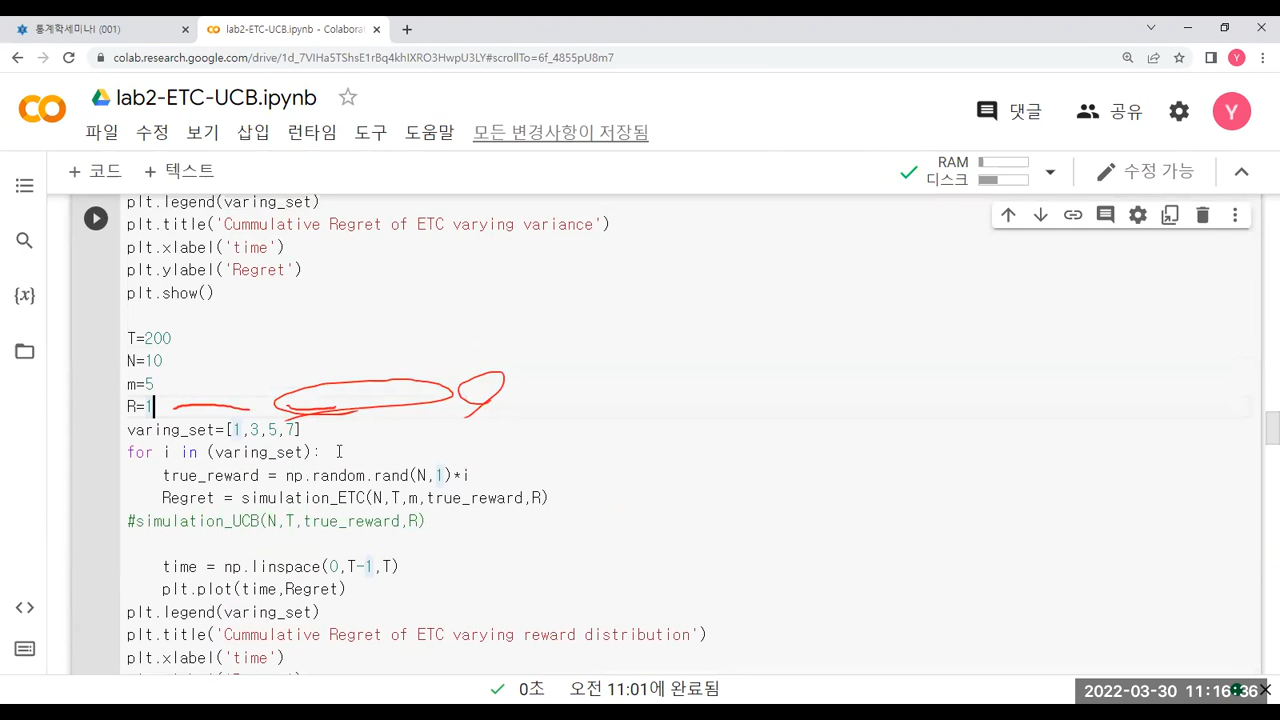 통계학세미나 (001)
lab2-ETC-UCB.ipynb - Colaborat
colab.research.google.com/drive/1d_7VIHa5TShsE1rBq4khIXRO3HwpU3LY#scrollTo=6f_4855pU8m7
Y
lab2-ETC-UCB.ipynb
댓글
공유
Y
파일 수정 보기 삽입 런타임 도구 도움말 모든 변경사항이 저장됨
+ 코드 + 텍스트
RAM
디스크
수정 가능
{x}
plt.legend(varing_set)
plt.title('Cummulative Regret of ETC varying variance')
plt.xlabel('time')
plt.ylabel('Regret')
plt.show()
T=200
N=10
m=5
R=1
varing_set=[1,3,5,7]
for i in (varing_set):
true_reward = np.random.rand(N,1)*i
Regret = simulation_ETC(N,T,m,true_reward,R)
#simulation_UCB(N,T,true_reward,R)
time = np.linspace(0,T-1,T)
plt.plot(time,Regret)
plt.legend(varing_set)
plt.title('Cummulative Regret of ETC varying reward distribution')
plt.xlabel('time')
0초 오전 11:01에 완료됨
2022-03-30 11:16:36